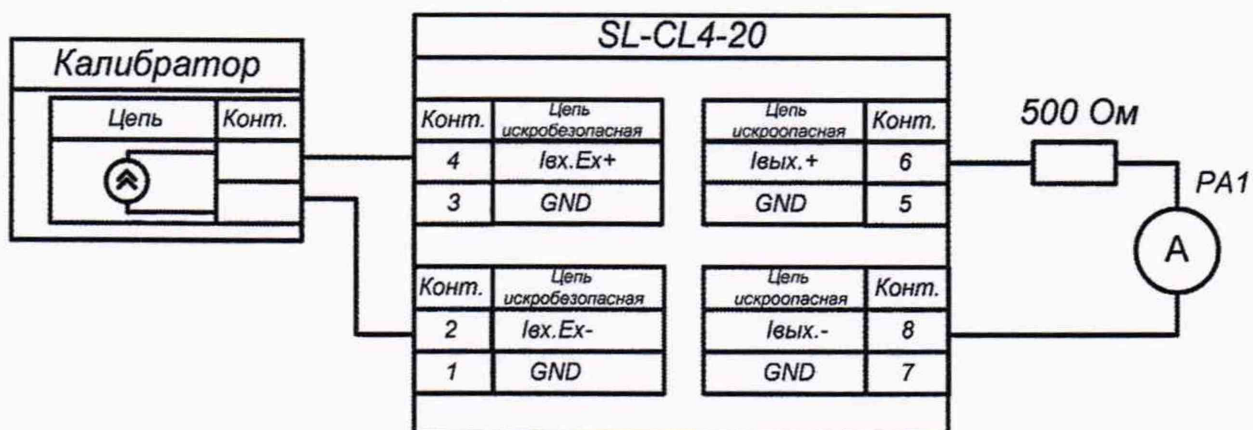 SL-CL4-20
Калибратор
Цепь Конт.
Конт. Цепь искробезопасная
4 Iвх.Ex+
3 GND
Цепь искроопасная Конт.
Iвых.+ 6
GND 5
500 Ом
PA1
A
Конт. Цепь искробезопасная
2 Iвх.Ex-
1 GND
Цепь искроопасная Конт.
Iвых.- 8
GND 7